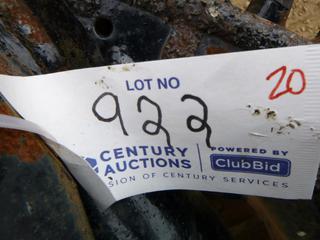 LOT NO
20
922
CENTURY AUCTIONS
POWERED BY
ClubBid
SION OF CENTURY SERVICES